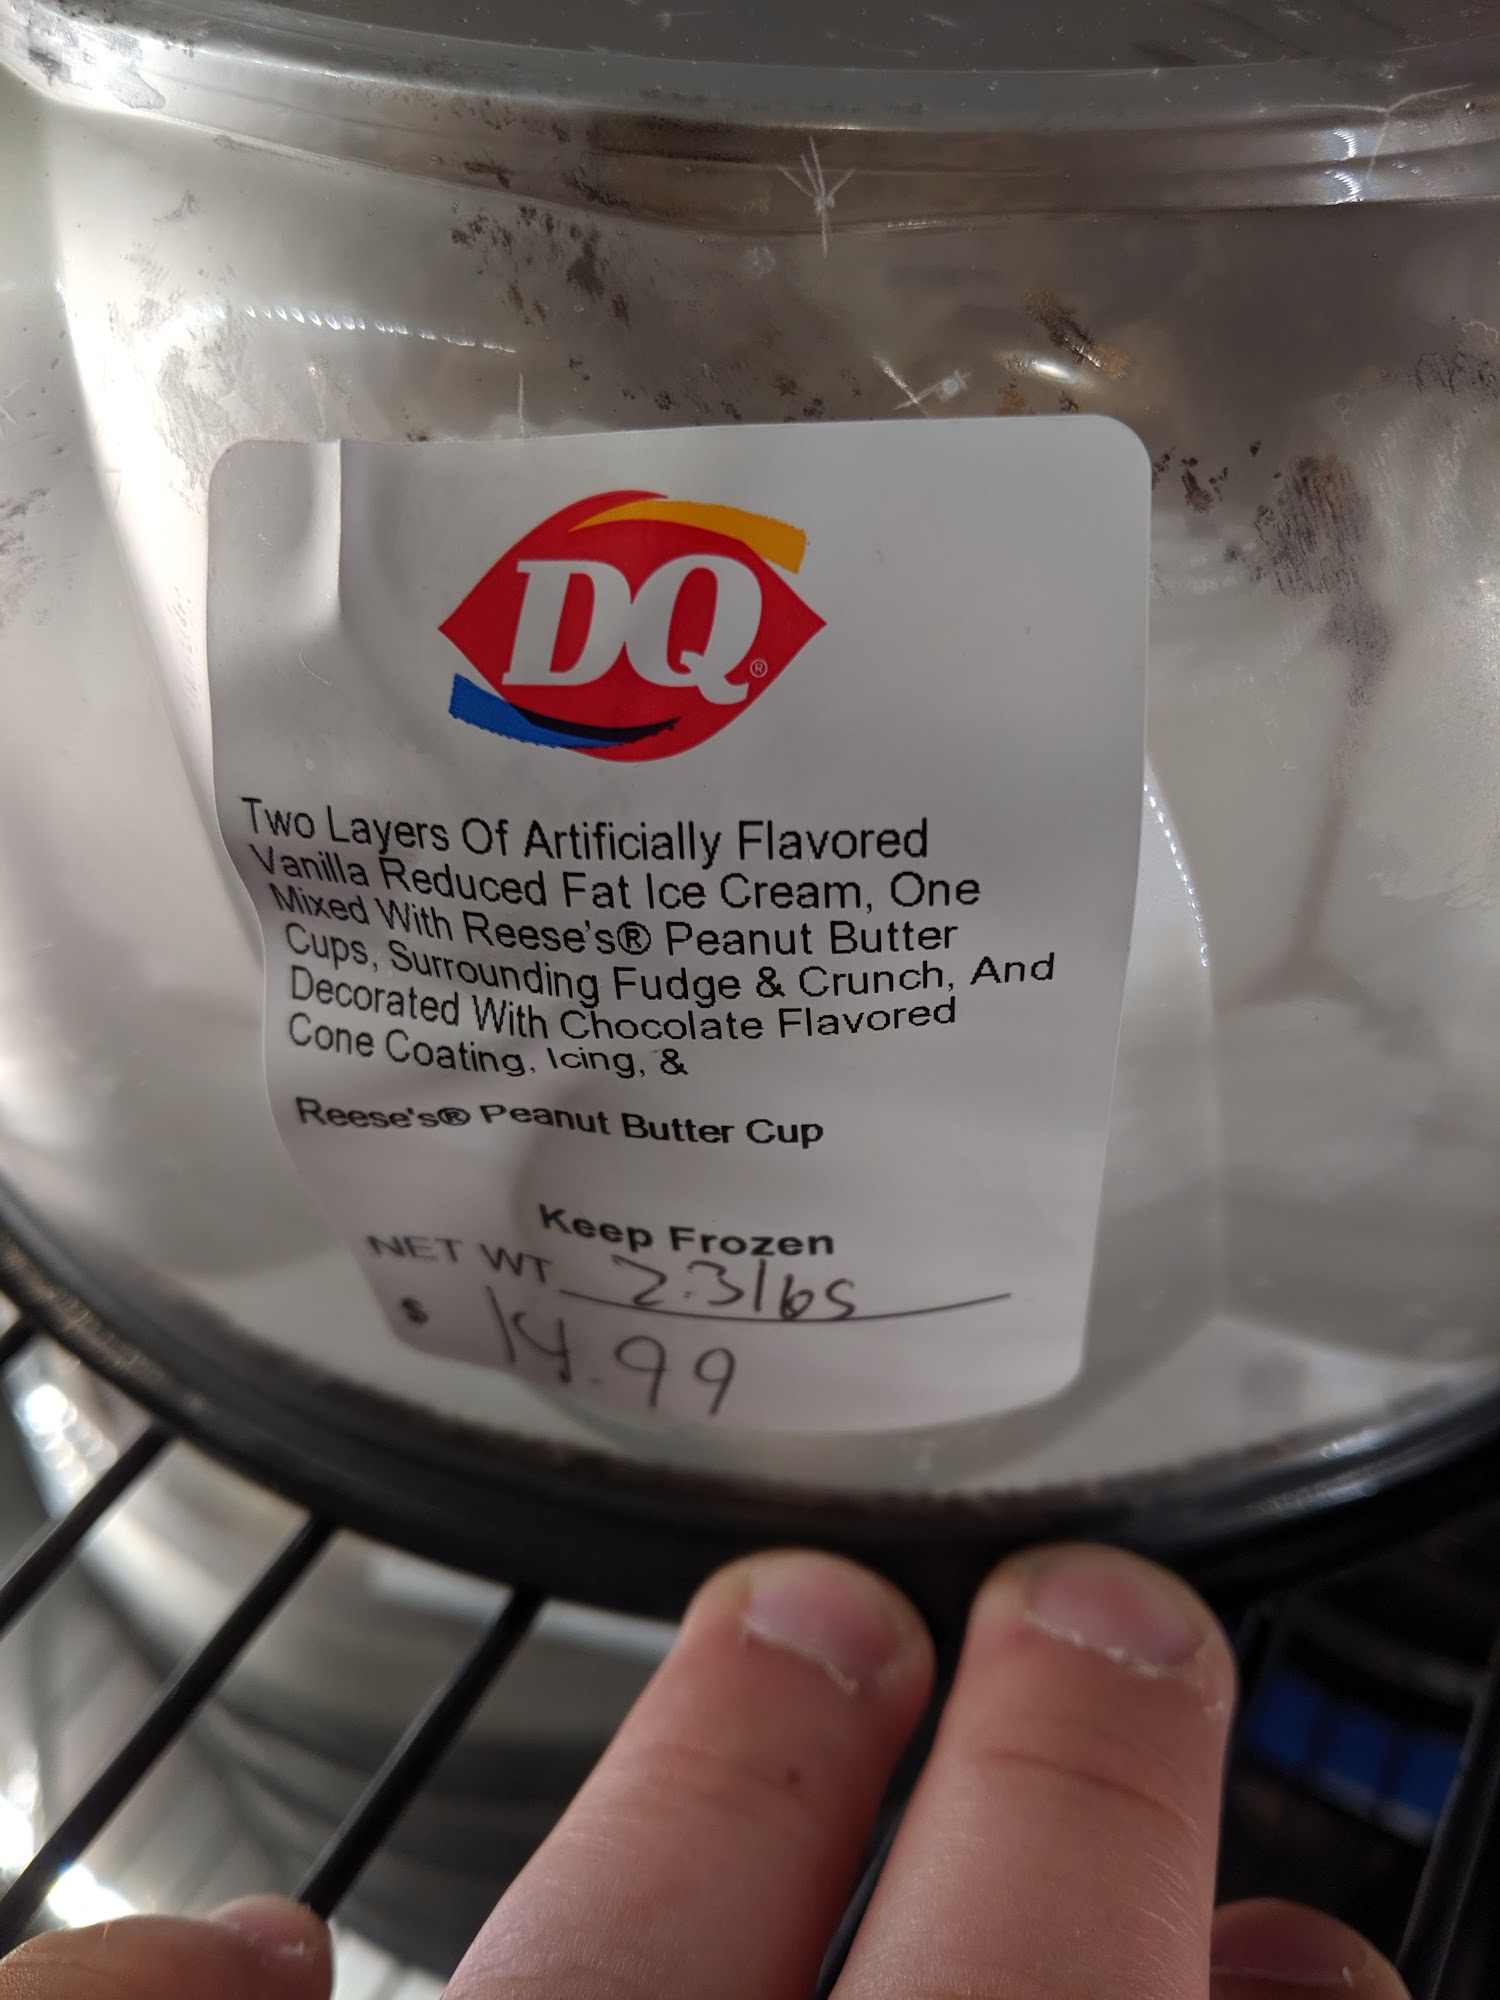 DQ®
Two Layers Of Artificially Flavored
Vanilla Reduced Fat Ice Cream, One
Mixed With Reese's® Peanut Butter
Cups, Surrounding Fudge & Crunch, And
Decorated With Chocolate Flavored
Cone Coating, Icing, &
Reese's® Peanut Butter Cup
Keep Frozen
NET WT 2.3lbs
$ 14.99